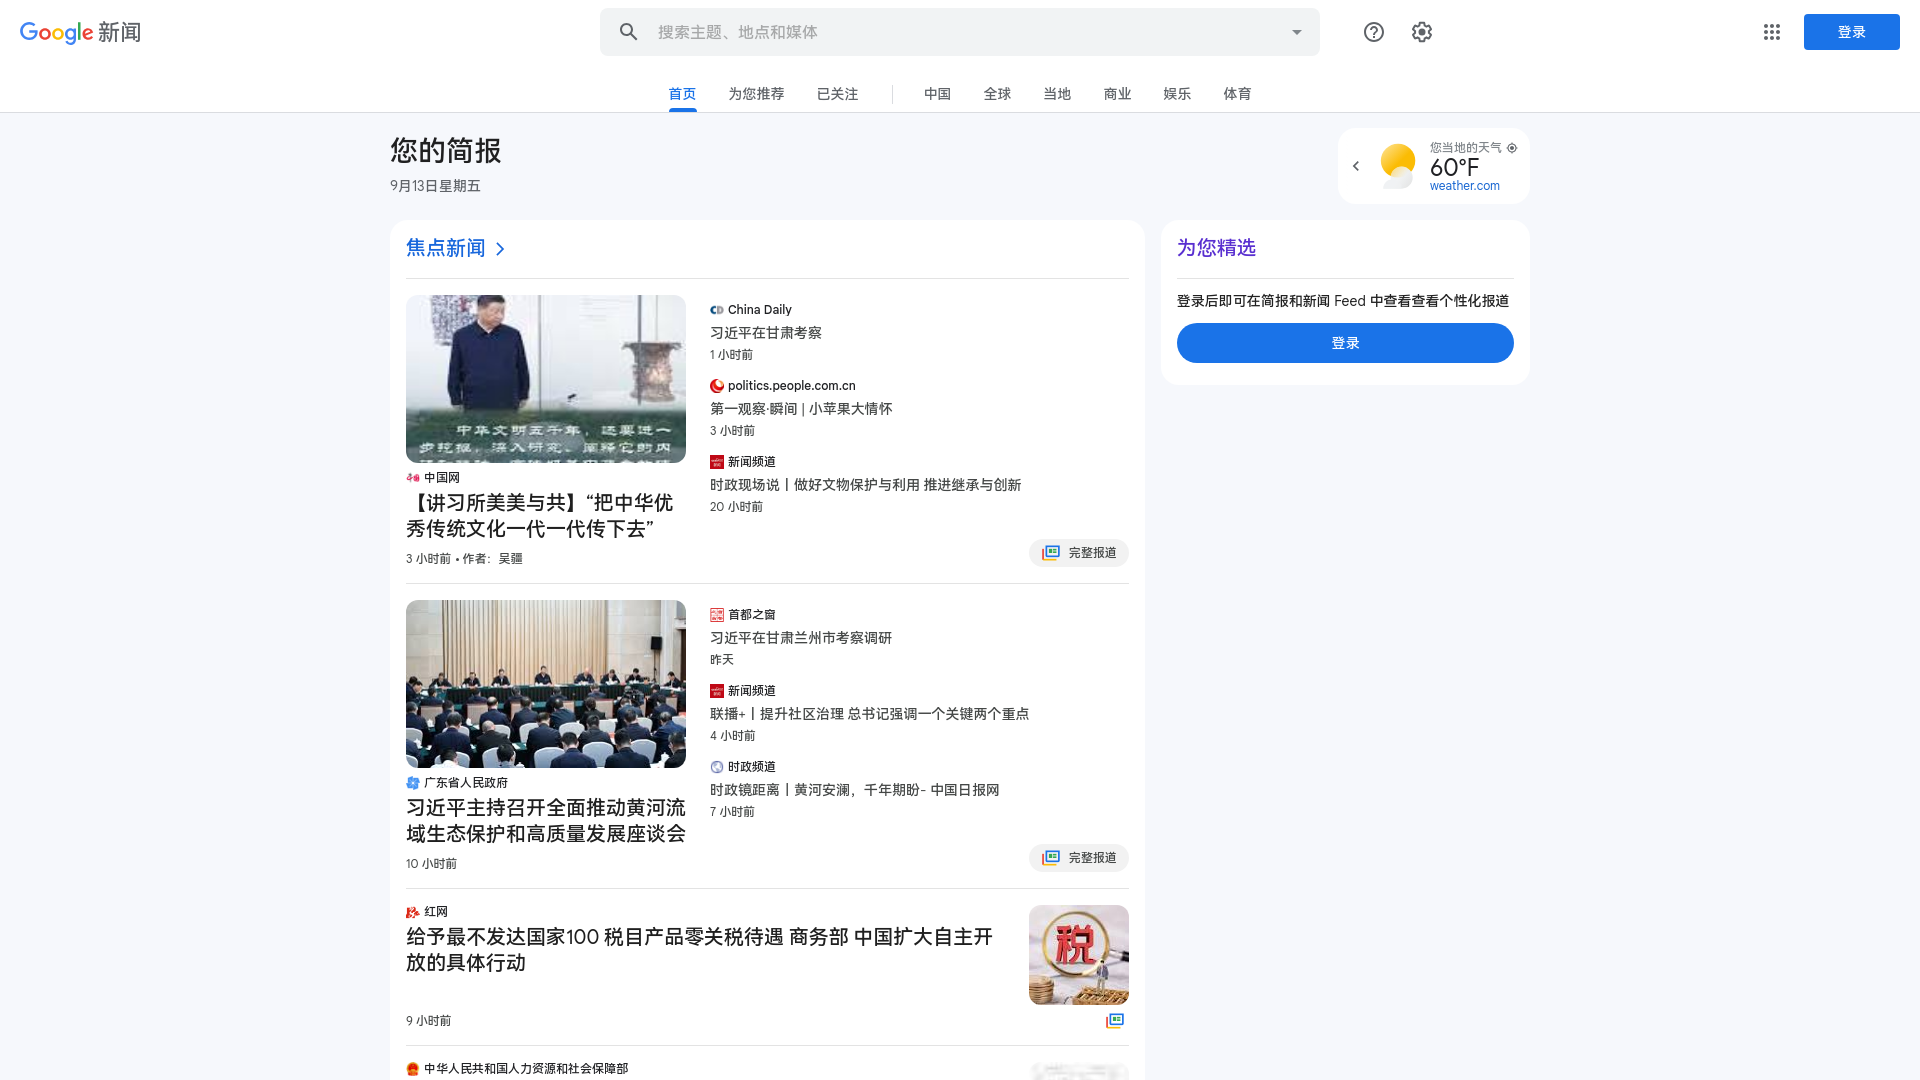 Google 新闻
搜索主题、地点和媒体
登录
首页
为您推荐
已关注
中国
全球
当地
商业
娱乐
体育
您的简报
9月13日星期五
您当地的天气
60°F
weather.com
焦点新闻
中华文明五千年，还要进一
步挖掘，深入研究、阐释它的内
中国网
【讲习所美美与共】“把中华优
秀传统文化一代一代传下去”
3 小时前 • 作者：吴疆
China Daily
习近平在甘肃考察
1 小时前
politics.people.com.cn
第一观察·瞬间 | 小苹果大情怀
3 小时前
新闻频道
时政现场说丨做好文物保护与利用 推进继承与创新
20 小时前
完整报道
广东省人民政府
习近平主持召开全面推动黄河流
域生态保护和高质量发展座谈会
10 小时前
首都之窗
习近平在甘肃兰州市考察调研
昨天
新闻频道
联播+丨提升社区治理 总书记强调一个关键两个重点
4 小时前
时政频道
时政镜距离丨黄河安澜，千年期盼- 中国日报网
7 小时前
完整报道
红网
给予最不发达国家100 税目产品零关税待遇 商务部 中国扩大自主开
放的具体行动
9 小时前
税
中华人民共和国人力资源和社会保障部
为您精选
登录后即可在简报和新闻 Feed 中查看查看个性化报道
登录